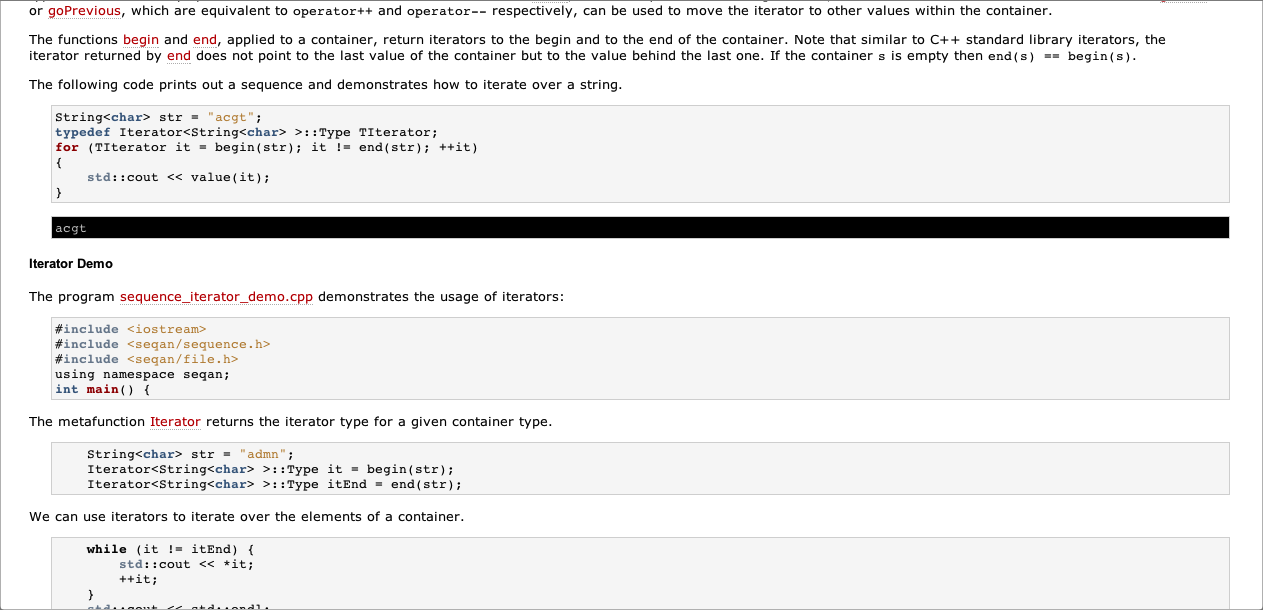 or goPrevious, which are equivalent to operator++ and operator-- respectively, can be used to move the iterator to other values within the container.
The functions begin and end, applied to a container, return iterators to the begin and to the end of the container. Note that similar to C++ standard library iterators, the
iterator returned by end does not point to the last value of the container but to the value behind the last one. If the container s is empty then end(s) == begin(s).
The following code prints out a sequence and demonstrates how to iterate over a string.
String<char> str = "acgt";
typedef Iterator<String<char> >::Type TIterator;
for (TIterator it = begin(str); it != end(str); ++it)
{
    std::cout << value(it);
}
acgt
Iterator Demo
The program sequence_iterator_demo.cpp demonstrates the usage of iterators:
#include <iostream>
#include <seqan/sequence.h>
#include <seqan/file.h>
using namespace seqan;
int main() {
The metafunction Iterator returns the iterator type for a given container type.
    String<char> str = "admn";
    Iterator<String<char> >::Type it = begin(str);
    Iterator<String<char> >::Type itEnd = end(str);
We can use iterators to iterate over the elements of a container.
    while (it != itEnd) {
        std::cout << *it;
        ++it;
    }
    std::cout << std::endl;